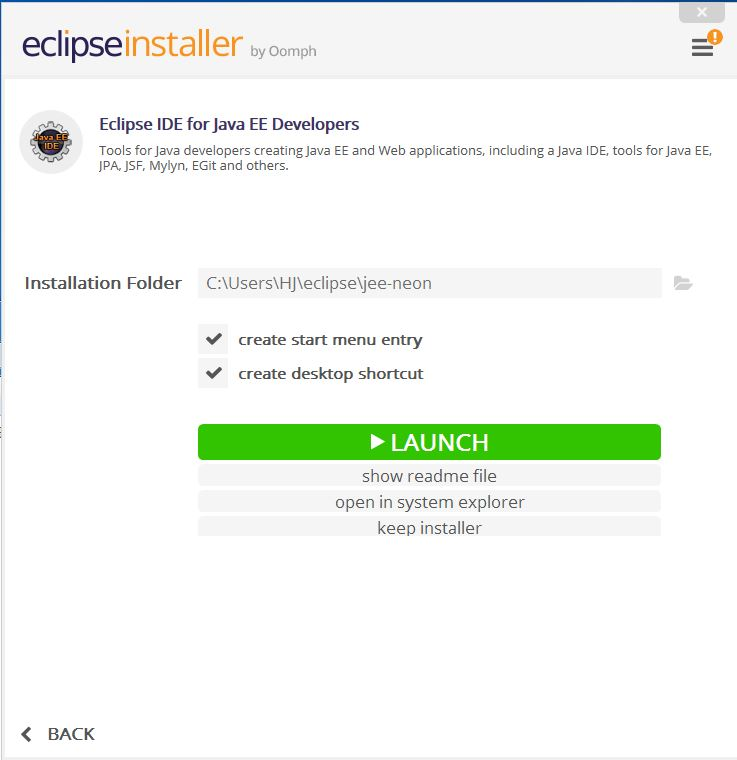 eclipseinstaller by Oomph
!
Java EE
IDE
Eclipse IDE for Java EE Developers
Tools for Java developers creating Java EE and Web applications, including a Java IDE, tools for Java EE,
JPA, JSF, Mylyn, EGit and others.
Installation Folder C:\Users\HJ\eclipse\jee-neon
create start menu entry
create desktop shortcut
LAUNCH
show readme file
open in system explorer
keep installer
BACK